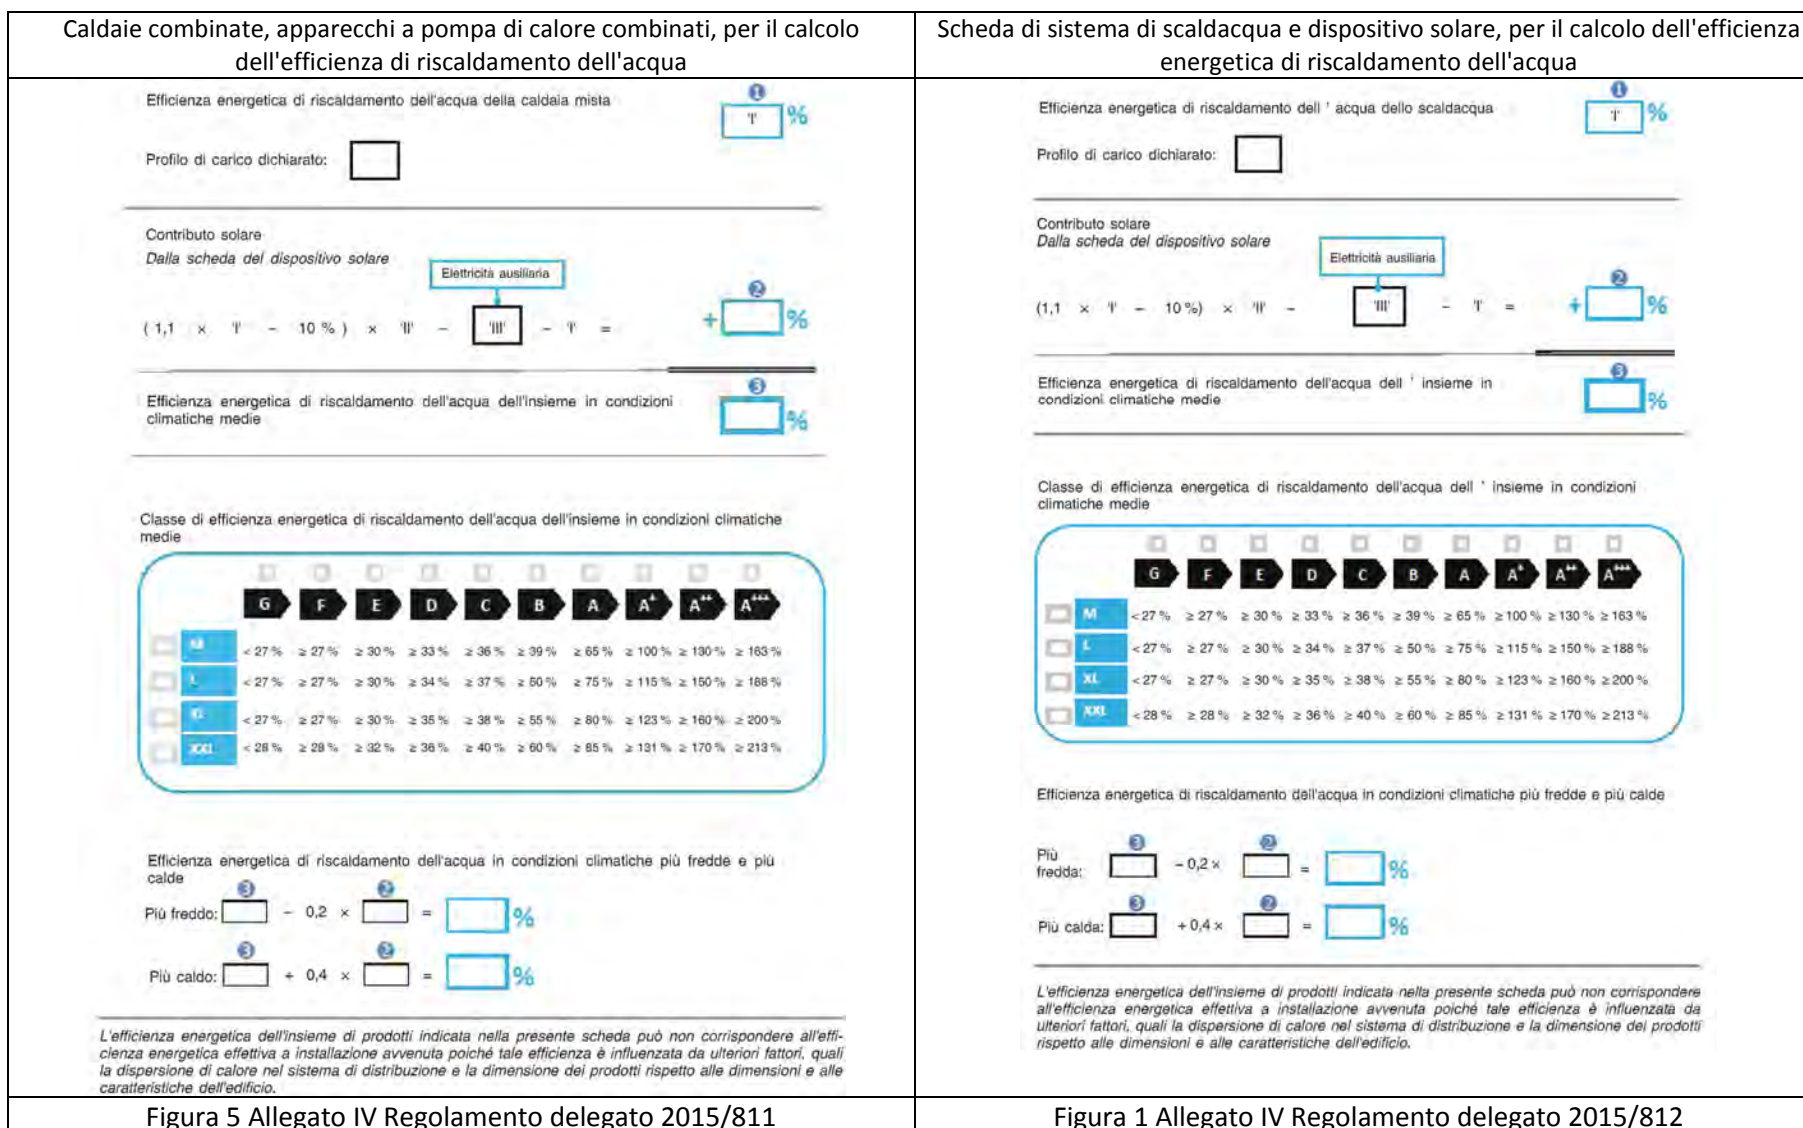 Caldaie combinate, apparecchi a pompa di calore combinati, per il calcolo
dell'efficienza di riscaldamento dell'acqua
Efficienza energetica di riscaldamento dell'acqua della caldaia mista
1
'I' %
Profilo di carico dichiarato:
Contributo solare
Dalla scheda del dispositivo solare
Elettricità ausiliaria
2
( 1,1 × 'I' − 10 % ) × 'II' − 'III' − 'I' = + %
3
Efficienza energetica di riscaldamento dell'acqua dell'insieme in condizioni
climatiche medie
%
Classe di efficienza energetica di riscaldamento dell'acqua dell'insieme in condizioni climatiche
medie
G F E D C B A A+ A++ A+++
M < 27 % ≥ 27 % ≥ 30 % ≥ 33 % ≥ 36 % ≥ 39 % ≥ 65 % ≥ 100 % ≥ 130 % ≥ 163 %
L < 27 % ≥ 27 % ≥ 30 % ≥ 34 % ≥ 37 % ≥ 50 % ≥ 75 % ≥ 115 % ≥ 150 % ≥ 188 %
XL < 27 % ≥ 27 % ≥ 30 % ≥ 35 % ≥ 38 % ≥ 55 % ≥ 80 % ≥ 123 % ≥ 160 % ≥ 200 %
XXL < 28 % ≥ 28 % ≥ 32 % ≥ 36 % ≥ 40 % ≥ 60 % ≥ 85 % ≥ 131 % ≥ 170 % ≥ 213 %
Efficienza energetica di riscaldamento dell'acqua in condizioni climatiche più fredde e più
calde
3 2
Più freddo: − 0,2 × = %
3 2
Più caldo: + 0,4 × = %
L'efficienza energetica dell'insieme di prodotti indicata nella presente scheda può non corrispondere all'effi-
cienza energetica effettiva a installazione avvenuta poiché tale efficienza è influenzata da ulteriori fattori, quali
la dispersione di calore nel sistema di distribuzione e la dimensione dei prodotti rispetto alle dimensioni e alle
caratteristiche dell'edificio.
Figura 5 Allegato IV Regolamento delegato 2015/811
Scheda di sistema di scaldacqua e dispositivo solare, per il calcolo dell'efficienza
energetica di riscaldamento dell'acqua
1
Efficienza energetica di riscaldamento dell ' acqua dello scaldacqua
'I' %
Profilo di carico dichiarato:
Contributo solare
Dalla scheda del dispositivo solare
Elettricità ausiliaria
2
(1,1 × 'I' − 10 %) × 'II' − 'III' − 'I' = + %
3
Efficienza energetica di riscaldamento dell'acqua dell ' insieme in
condizioni climatiche medie
%
Classe di efficienza energetica di riscaldamento dell'acqua dell ' insieme in condizioni
climatiche medie
G F E D C B A A+ A++ A+++
M < 27 % ≥ 27 % ≥ 30 % ≥ 33 % ≥ 36 % ≥ 39 % ≥ 65 % ≥ 100 % ≥ 130 % ≥ 163 %
L < 27 % ≥ 27 % ≥ 30 % ≥ 34 % ≥ 37 % ≥ 50 % ≥ 75 % ≥ 115 % ≥ 150 % ≥ 188 %
XL < 27 % ≥ 27 % ≥ 30 % ≥ 35 % ≥ 38 % ≥ 55 % ≥ 80 % ≥ 123 % ≥ 160 % ≥ 200 %
XXL < 28 % ≥ 28 % ≥ 32 % ≥ 36 % ≥ 40 % ≥ 60 % ≥ 85 % ≥ 131 % ≥ 170 % ≥ 213 %
Efficienza energetica di riscaldamento dell'acqua in condizioni climatiche più fredde e più calde
3 2
Più
fredda: − 0,2 × = %
3 2
Più calda: + 0,4 × = %
L'efficienza energetica dell'insieme di prodotti indicata nella presente scheda può non corrispondere
all'efficienza energetica effettiva a installazione avvenuta poiché tale efficienza è influenzata da
ulteriori fattori, quali la dispersione di calore nel sistema di distribuzione e la dimensione dei prodotti
rispetto alle dimensioni e alle caratteristiche dell'edificio.
Figura 1 Allegato IV Regolamento delegato 2015/812